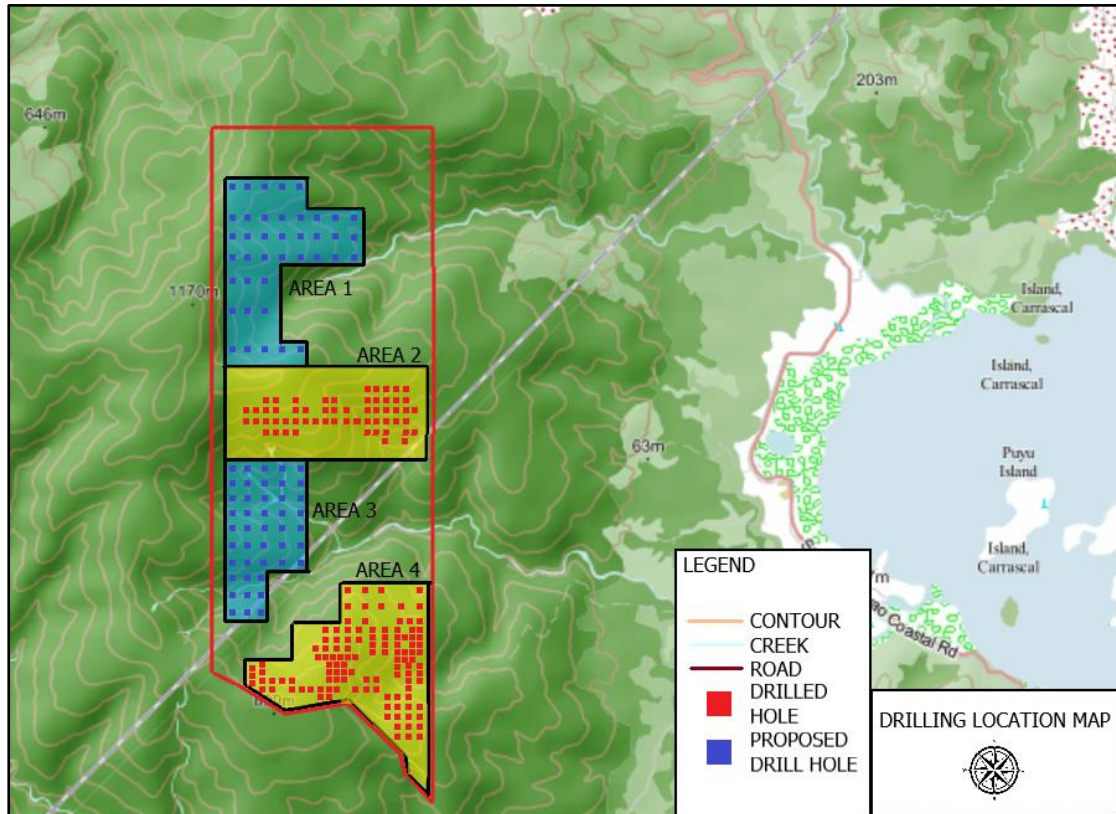 203m
646m
1170m
AREA 1
Island,
Carrascal
AREA 2
Island,
Carrascal
63m
Puyu
Island
AREA 3
Island,
Carrascal
AREA 4
Coastal Rd
LEGEND
CONTOUR
CREEK
ROAD
DRILLED
HOLE
PROPOSED
DRILL HOLE
DRILLING LOCATION MAP